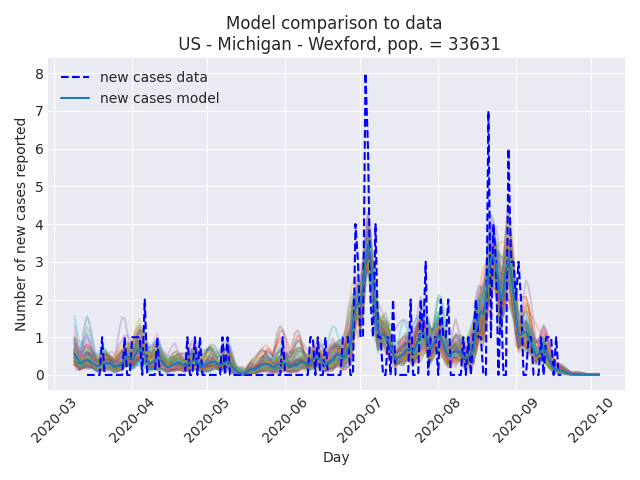 Model comparison to data
US - Michigan - Wexford, pop. = 33631
new cases data
new cases model
Number of new cases reported
8
7
6
5
4
3
2
1
0
2020-03
2020-04
2020-05
2020-06
2020-07
2020-08
2020-09
2020-10
Day